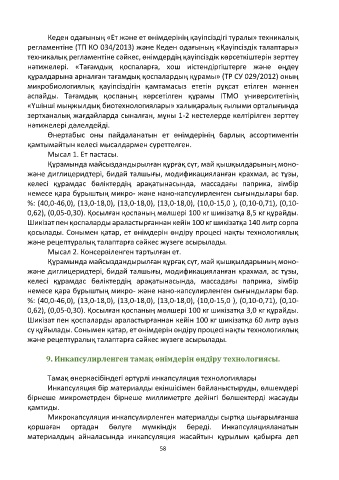 Кеден одағының «Ет және ет өнімдерінің қауіпсіздігі туралы» техникалық
регламентіне (ТП КО 034/2013) және Кеден одағының «Қауіпсіздік талаптары»
техникалық регламентіне сәйкес, өнімдердің қауіпсіздік көрсеткіштерін зерттеу
нәтижелері. «Тағамдық қоспаларға, хош иістендіргіштерге және өңдеу
құралдарына арналған тағамдық қоспалардың құрамы» (ТР СУ 029/2012) оның
микробиологиялық қауіпсіздігін қамтамасыз ететін рұқсат етілген мәннен
аспайды. Тағамдық қоспаның көрсетілген құрамы ITMO университетінің,
«Үшінші мыңжылдық биотехнологиялары» халықаралық ғылыми орталығында
зертханалық жағдайларда сыналған, мұны 1-2 кестелерде келтірілген зерттеу
нәтижелері дәлелдейді.
Өнертабыс оны пайдаланатын ет өнімдерінің барлық ассортиментін
қамтымайтын келесі мысалдармен суреттелген.
Мысал 1. Ет пастасы.
Құрамында майсыздандырылған құрғақ сүт, май қышқылдарының моно-
және диглицеридтері, бидай талшығы, модификацияланған крахмал, ас тұзы,
келесі құрамдас бөліктердің арақатынасында, массадағы паприка, зімбір
немесе қара бұрыштың микро- және нано-капсулирленген сығындылары бар.
%: (40,0-46,0), (13,0-18,0), (13,0-18,0), (13,0-18,0), (10,0-15,0 ), (0,10-0,71), (0,10-
0,62), (0,05-0,30). Қосылған қоспаның мөлшері 100 кг шикізатқа 8,5 кг құрайды.
Шикізат пен қоспаларды араластырғаннан кейін 100 кг шикізатқа 140 литр сорпа
қосылады. Сонымен қатар, ет өнімдерін өндіру процесі нақты технологиялық
және рецептуралық талаптарға сәйкес жүзеге асырылады.
Мысал 2. Консервіленген тартылған ет.
Құрамында майсыздандырылған құрғақ сүт, май қышқылдарының моно-
және диглицеридтері, бидай талшығы, модификацияланған крахмал, ас тұзы,
келесі құрамдас бөліктердің арақатынасында, массадағы паприка, зімбір
немесе қара бұрыштың микро- және нано-капсулирленген сығындылары бар.
%: (40,0-46,0), (13,0-18,0), (13,0-18,0), (13,0-18,0), (10,0-15,0 ), (0,10-0,71), (0,10-
0,62), (0,05-0,30). Қосылған қоспаның мөлшері 100 кг шикізатқа 3,0 кг құрайды.
Шикізат пен қоспаларды араластырғаннан кейін 100 кг шикізатқа 60 литр ауыз
су құйылады. Сонымен қатар, ет өнімдерін өндіру процесі нақты технологиялық
және рецептуралық талаптарға сәйкес жүзеге асырылады.
9. Инкапсулирленген тамақ өнімдерін өндіру технологиясы.
Тамақ өнеркәсібіндегі әртүрлі инкапсуляция технологиялары
Инкапсуляция бір материалды екіншісімен байланыстыруды, өлшемдері
бірнеше микрометрден бірнеше миллиметрге дейінгі бөлшектерді жасауды
қамтиды.
Микрокапсуляция инкапсулирленген материалды сыртқа шығарылғанша
қоршаған ортадан бөлуге мүмкіндік береді. Инкапсуляцияланатын
материалдың айналасында инкапсуляция жасайтын құрылым қабырға деп
58